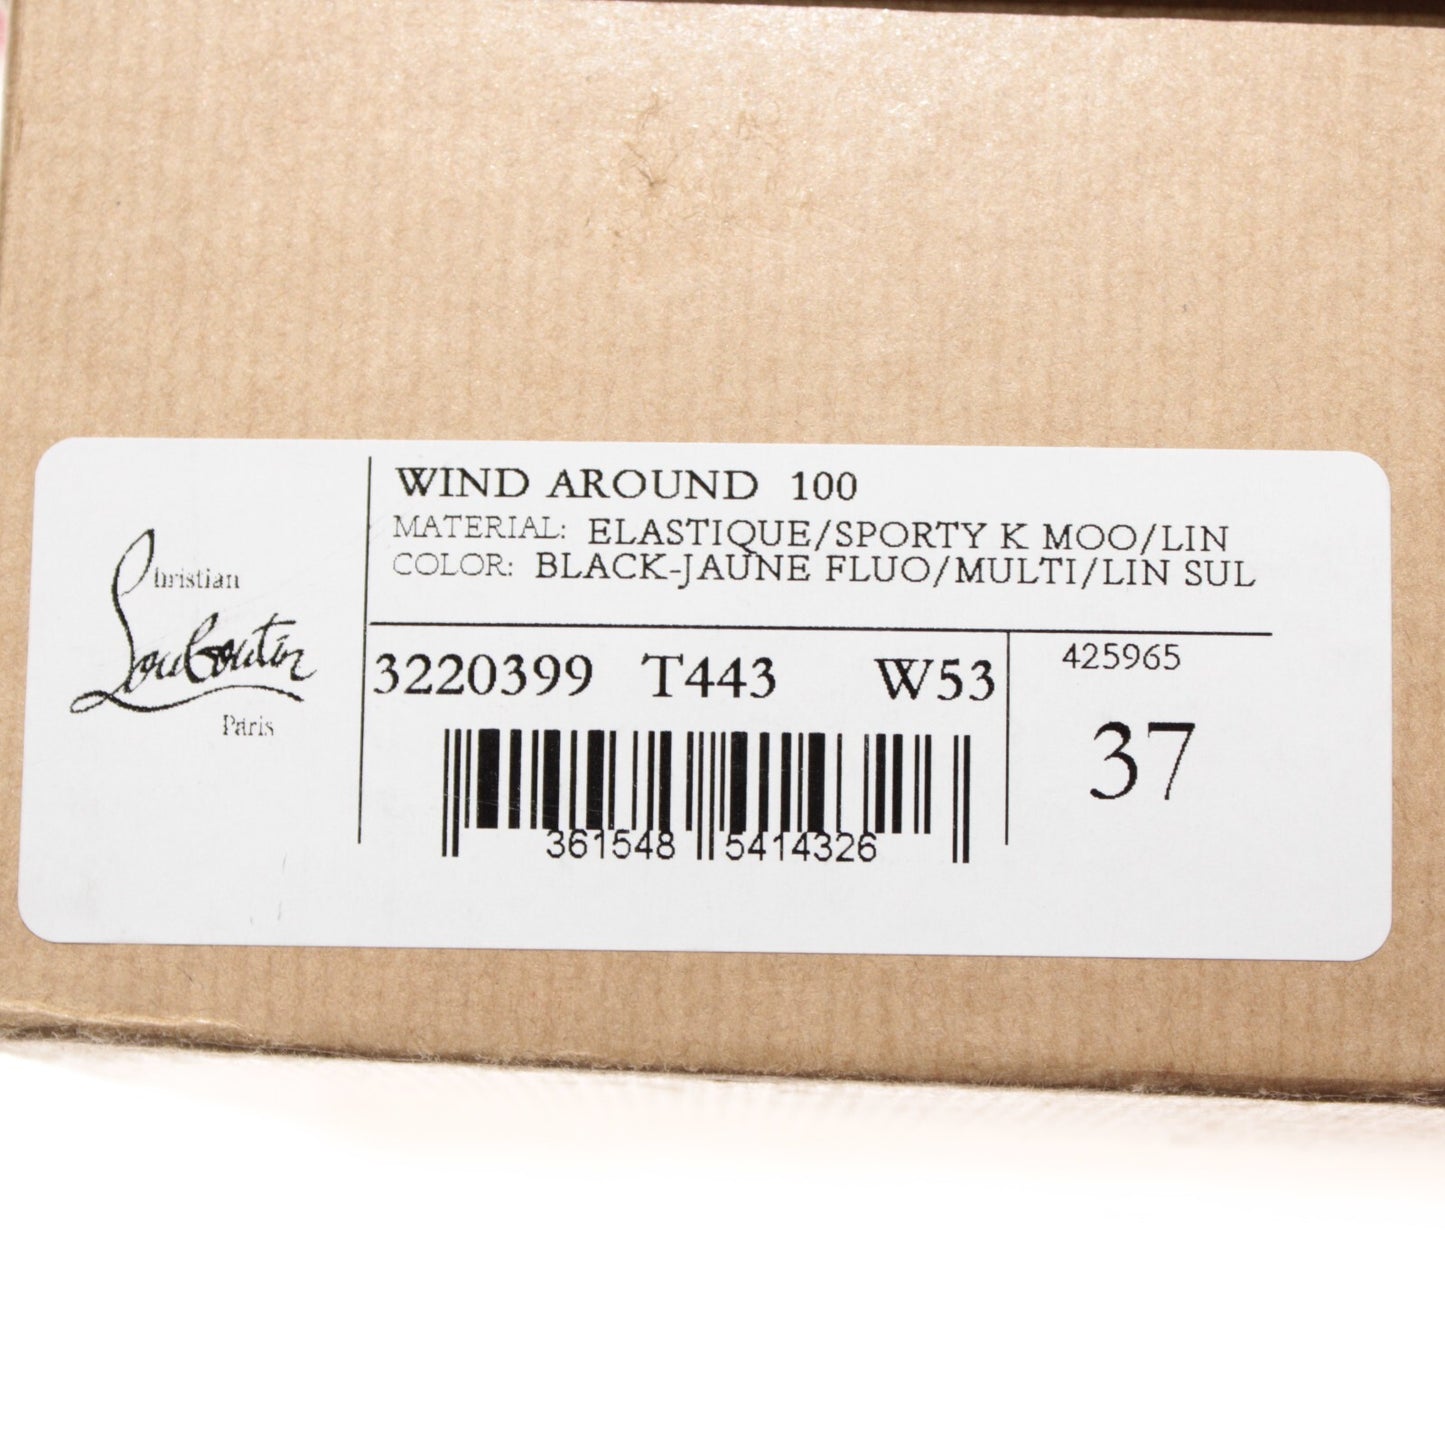 Christian
Louboutin
Paris
WIND AROUND 100
MATERIAL: ELASTIQUE/SPORTY K MOO/LIN
COLOR: BLACK-JAUNE FLUO/MULTI/LIN SUL
3220399 T443 W53
425965
37
361548 5414326